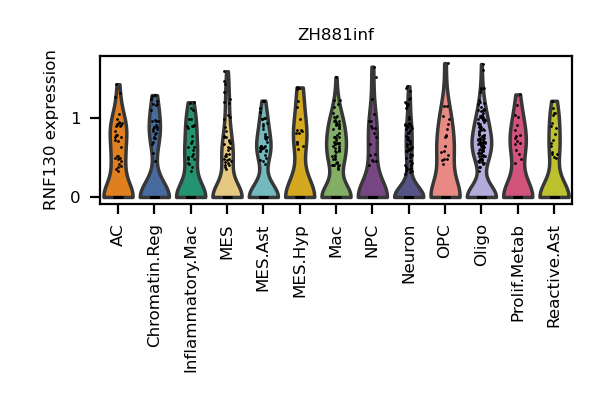 ZH881inf
RNF130 expression
1
0
AC
Chromatin.Reg
Inflammatory.Mac
MES
MES.Ast
MES.Hyp
Mac
NPC
Neuron
OPC
Oligo
Prolif.Metab
Reactive.Ast